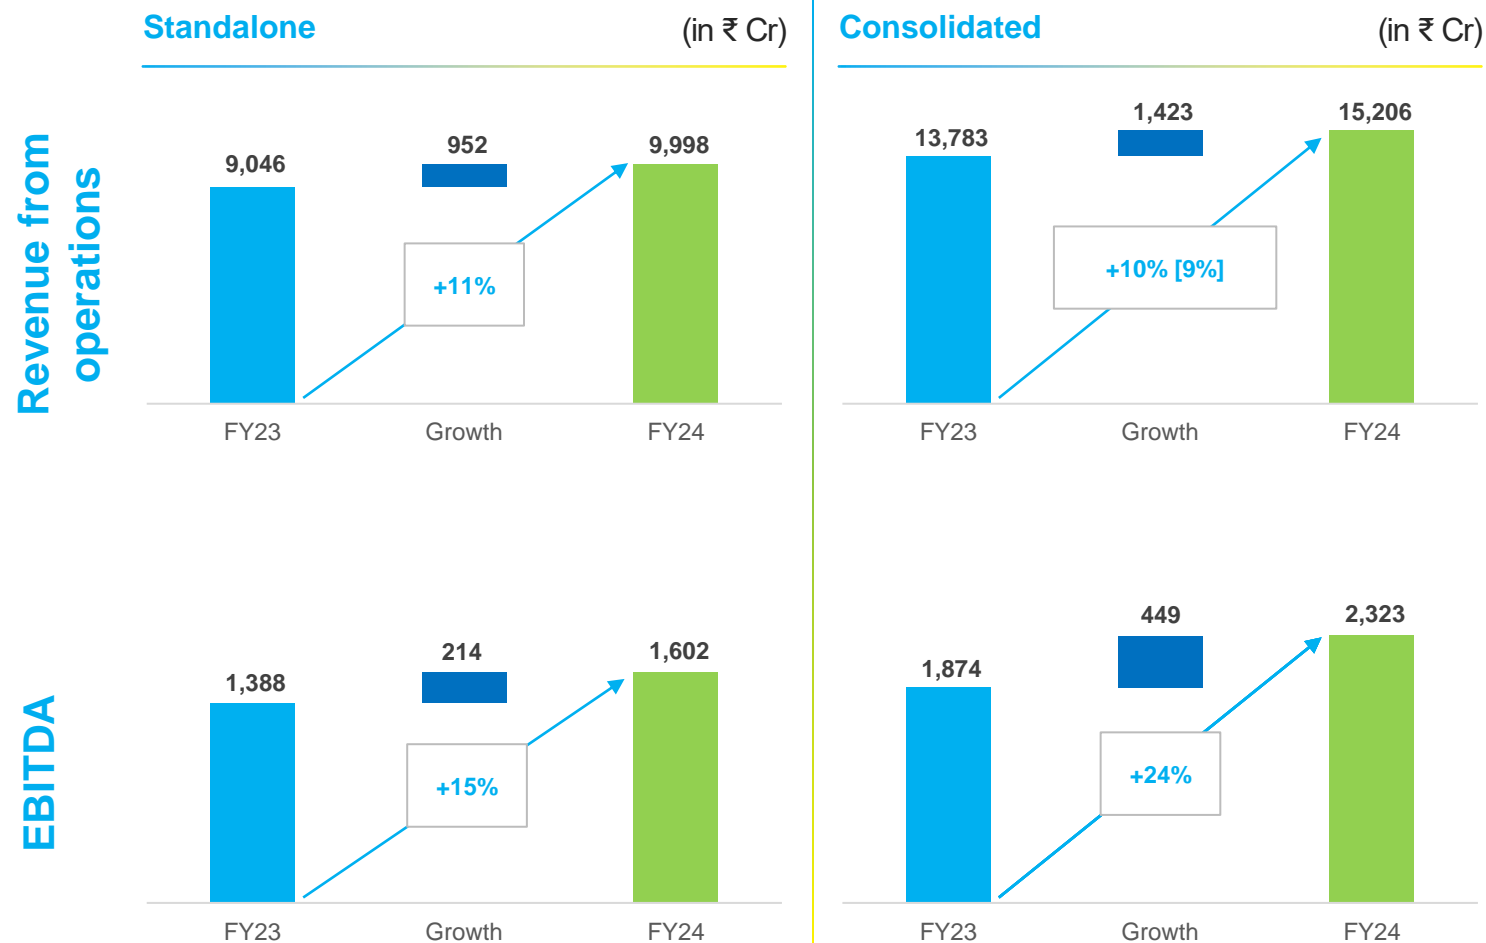 Standalone
(in ₹ Cr)
Consolidated
(in ₹ Cr)
Revenue from
operations
9,046
952
9,998
+11%
FY23
Growth
FY24
13,783
1,423
15,206
+10% [9%]
FY23
Growth
FY24
EBITDA
1,388
214
1,602
+15%
FY23
Growth
FY24
1,874
449
2,323
+24%
FY23
Growth
FY24